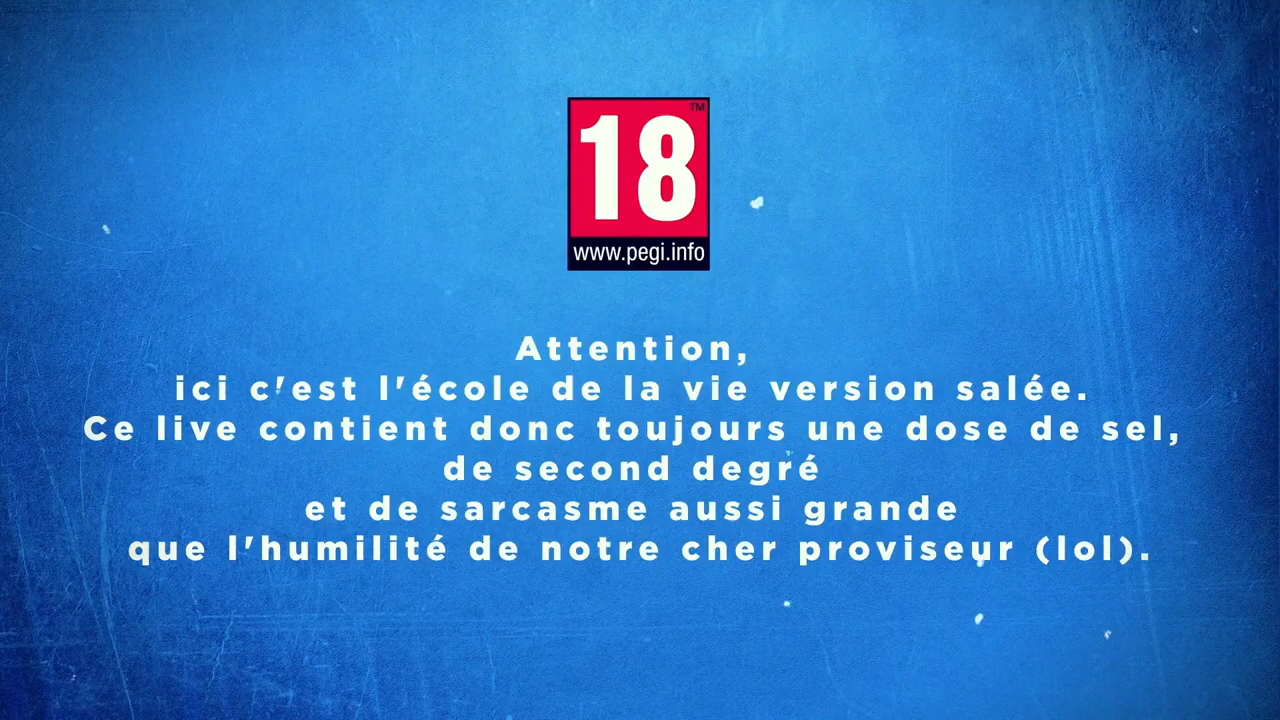 TM
18
www.pegi.info
Attention,
ici c'est l'école de la vie version salée.
Ce live contient donc toujours une dose de sel,
de second degré
et de sarcasme aussi grande
que l'humilité de notre cher proviseur (lol).